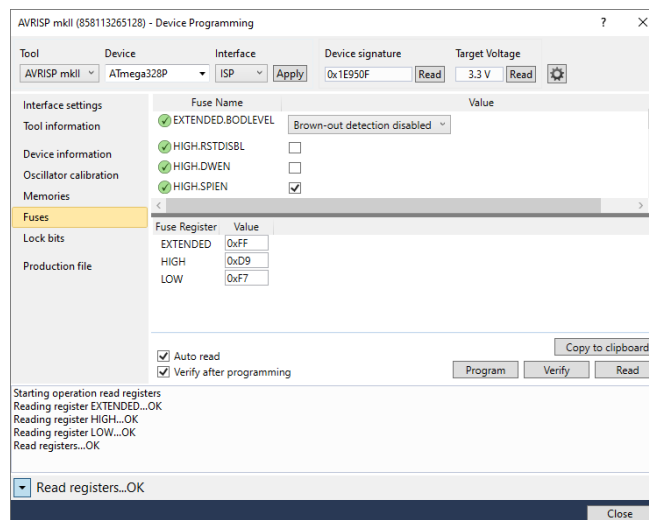 AVRISP mkII (858113265128) - Device Programming ? ✕
Tool Device Interface Device signature Target Voltage
AVRISP mkII ATmega328P ISP Apply 0x1E950F Read 3.3 V Read
Interface settings
Tool information
Device information
Oscillator calibration
Memories
Fuses
Lock bits
Production file
Fuse Name Value
EXTENDED.BODLEVEL Brown-out detection disabled
HIGH.RSTDISBL
HIGH.DWEN
HIGH.SPIEN
Fuse Register Value
EXTENDED 0xFF
HIGH 0xD9
LOW 0xF7
Copy to clipboard
Auto read
Verify after programming Program Verify Read
Starting operation read registers
Reading register EXTENDED...OK
Reading register HIGH...OK
Reading register LOW...OK
Read registers...OK
Read registers...OK
Close